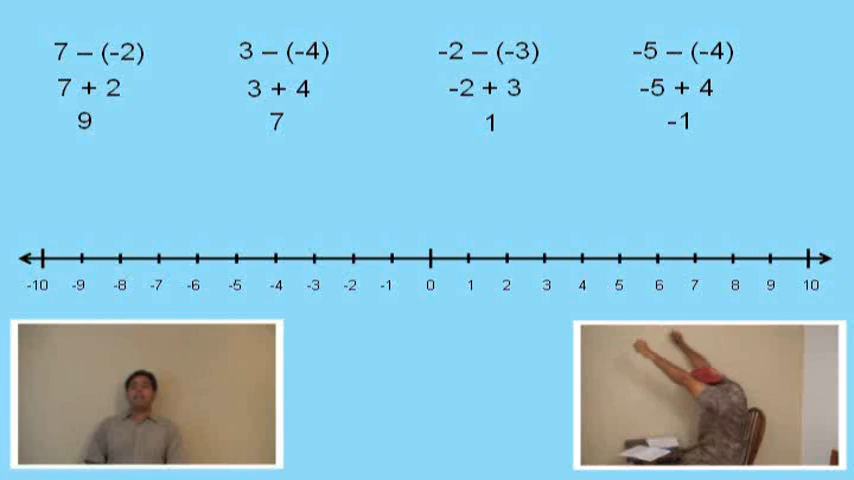 7 – (-2) 3 – (-4) -2 – (-3) -5 – (-4)
7 + 2 3 + 4 -2 + 3 -5 + 4
9 7 1 -1
-10 -9 -8 -7 -6 -5 -4 -3 -2 -1 0 1 2 3 4 5 6 7 8 9 10